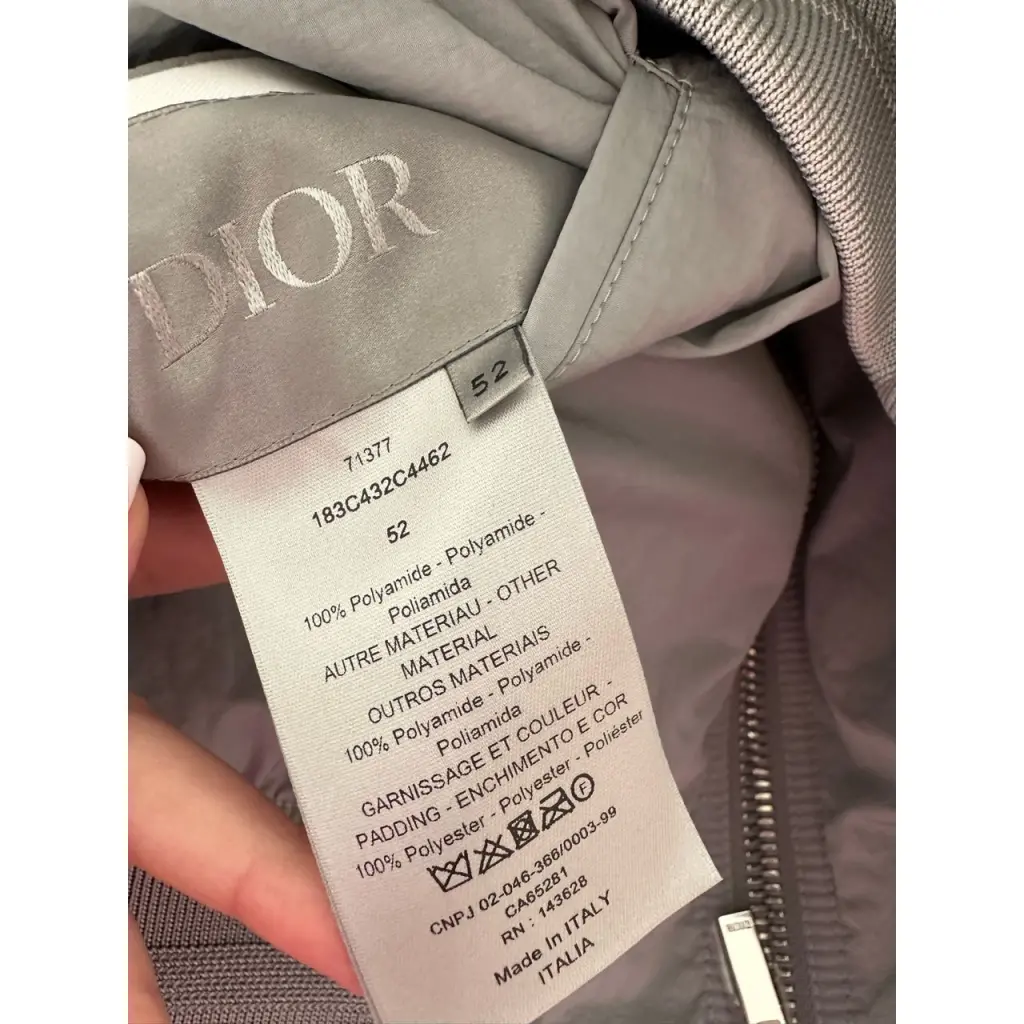 DIOR
52
71377
183C432C4462
52
100% Polyamide - Polyamide -
Poliamida
AUTRE MATERIAU - OTHER
MATERIAL
OUTROS MATERIAIS
100% Polyamide - Polyamide -
Poliamida
GARNISSAGE ET COULEUR -
PADDING - ENCHIMENTO E COR
100% Polyester - Polyester - Poliéster
F
CNPJ 02-046-366/0003-99
CA65281
RN : 143628
Made In ITALY
ITALIA